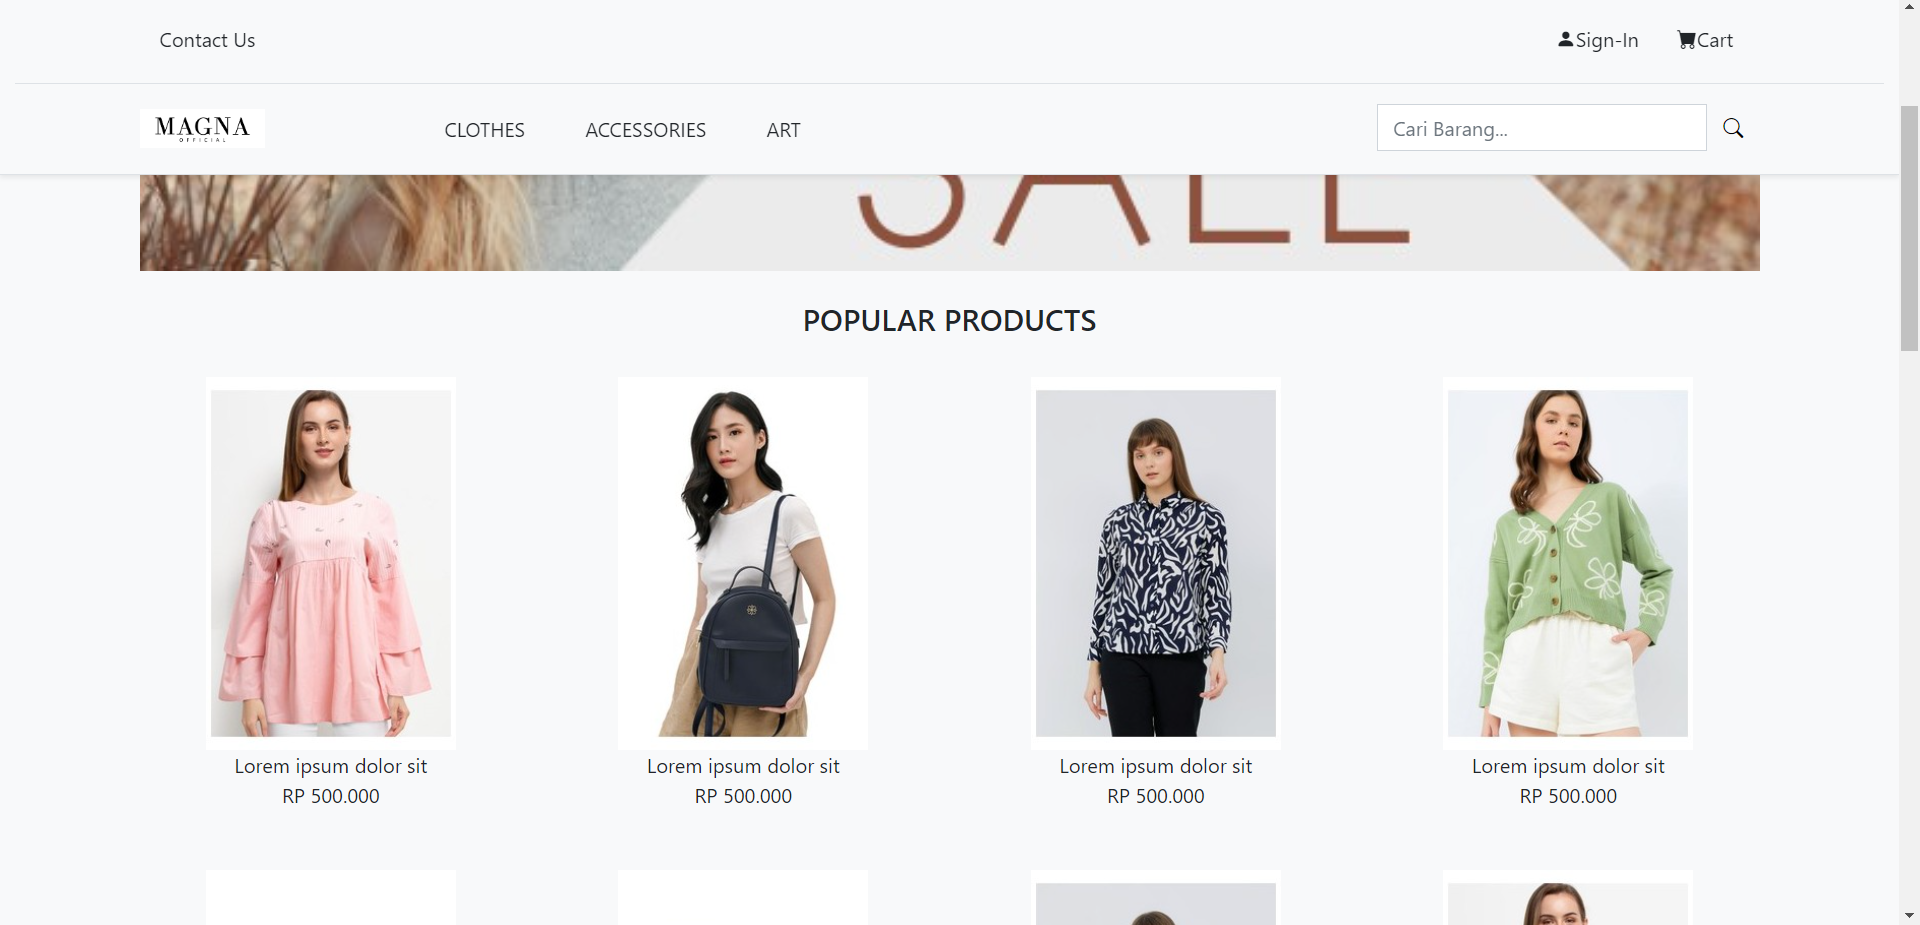 Contact Us
Sign-In
Cart
MAGNA
OFFICIAL
CLOTHES
ACCESSORIES
ART
Cari Barang...
SALE
POPULAR PRODUCTS
Lorem ipsum dolor sit
RP 500.000
Lorem ipsum dolor sit
RP 500.000
Lorem ipsum dolor sit
RP 500.000
Lorem ipsum dolor sit
RP 500.000